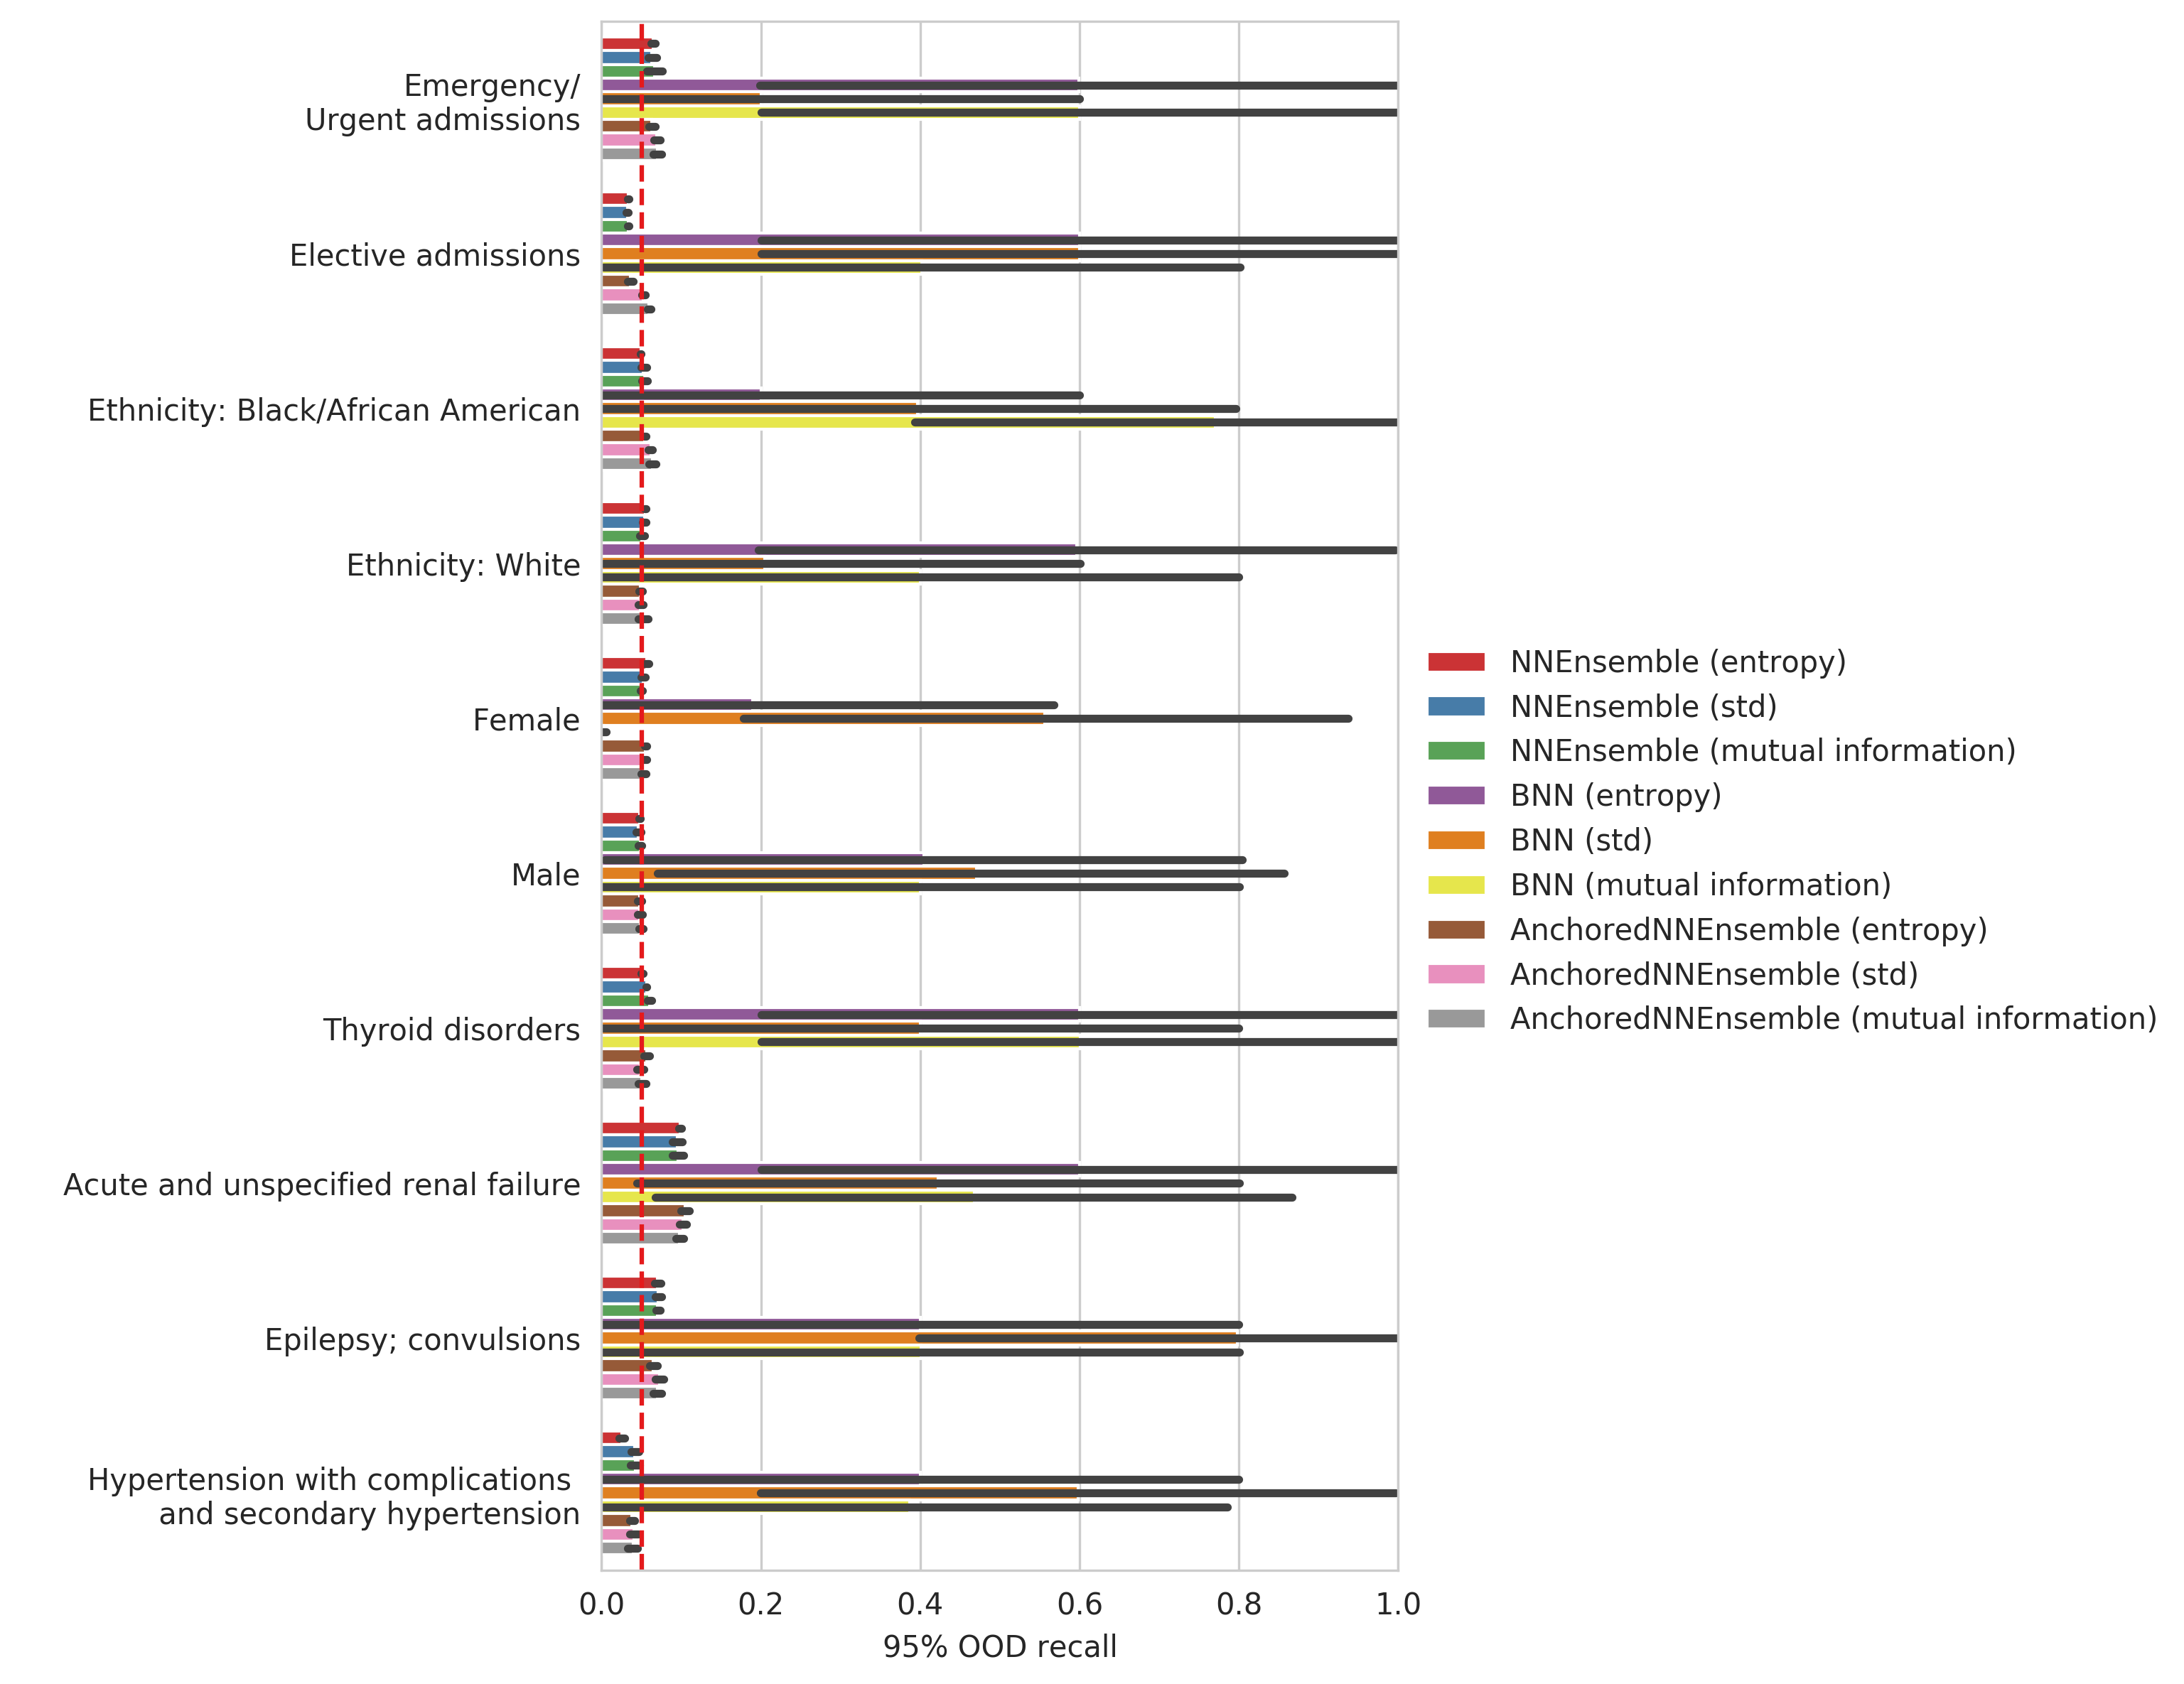 Emergency/
Urgent admissions
Elective admissions
Ethnicity: Black/African American
Ethnicity: White
Female
Male
Thyroid disorders
Acute and unspecified renal failure
Epilepsy; convulsions
Hypertension with complications
and secondary hypertension
0.0 0.2 0.4 0.6 0.8 1.0
95% OOD recall
NNEnsemble (entropy)
NNEnsemble (std)
NNEnsemble (mutual information)
BNN (entropy)
BNN (std)
BNN (mutual information)
AnchoredNNEnsemble (entropy)
AnchoredNNEnsemble (std)
AnchoredNNEnsemble (mutual information)